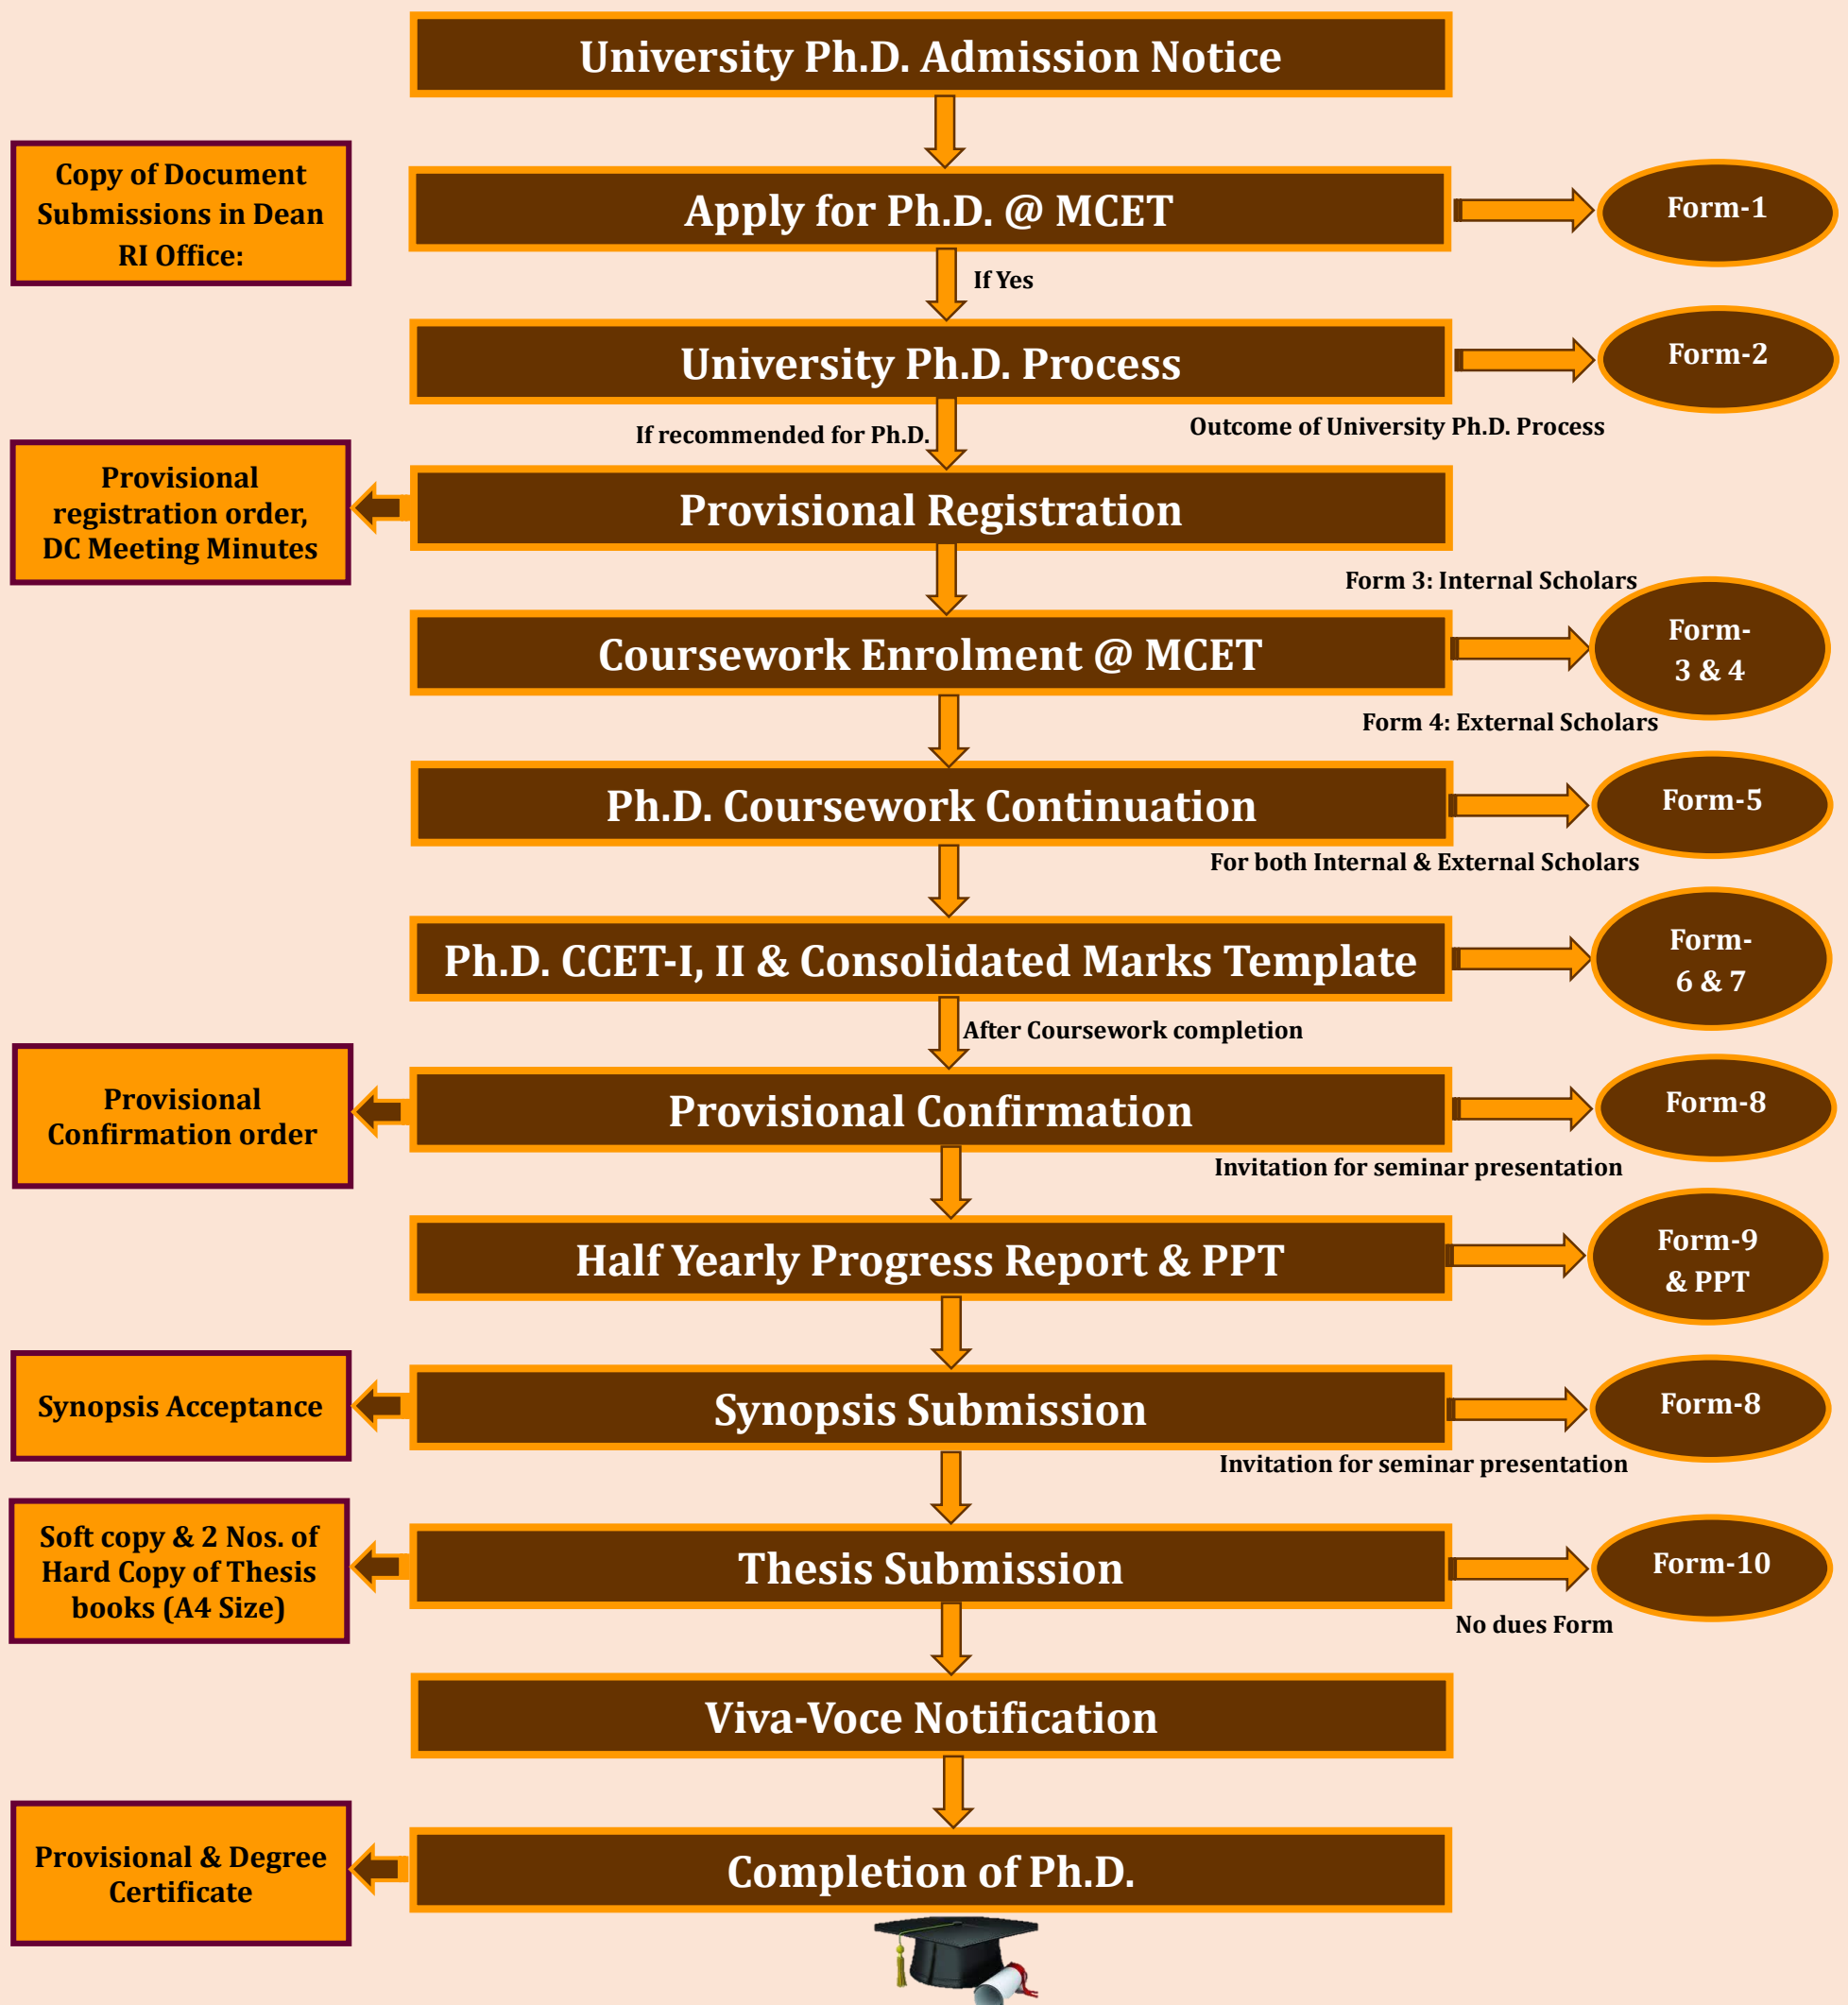 University Ph.D. Admission Notice
Copy of Document
Submissions in Dean
RI Office:
Apply for Ph.D. @ MCET
Form-1
If Yes
University Ph.D. Process
Form-2
If recommended for Ph.D.
Outcome of University Ph.D. Process
Provisional
registration order,
DC Meeting Minutes
Provisional Registration
Form 3: Internal Scholars
Coursework Enrolment @ MCET
Form-
3 & 4
Form 4: External Scholars
Ph.D. Coursework Continuation
Form-5
For both Internal & External Scholars
Ph.D. CCET-I, II & Consolidated Marks Template
Form-
6 & 7
After Coursework completion
Provisional
Confirmation order
Provisional Confirmation
Form-8
Invitation for seminar presentation
Half Yearly Progress Report & PPT
Form-9
& PPT
Synopsis Acceptance
Synopsis Submission
Form-8
Invitation for seminar presentation
Soft copy & 2 Nos. of
Hard Copy of Thesis
books (A4 Size)
Thesis Submission
Form-10
No dues Form
Viva-Voce Notification
Provisional & Degree
Certificate
Completion of Ph.D.